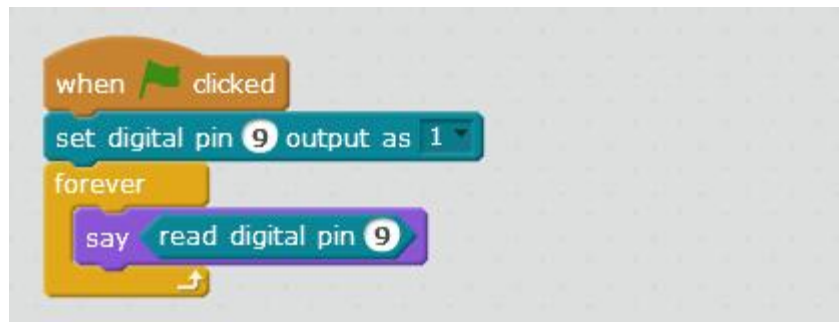 when clicked
set digital pin 9 output as 1
forever
say read digital pin 9